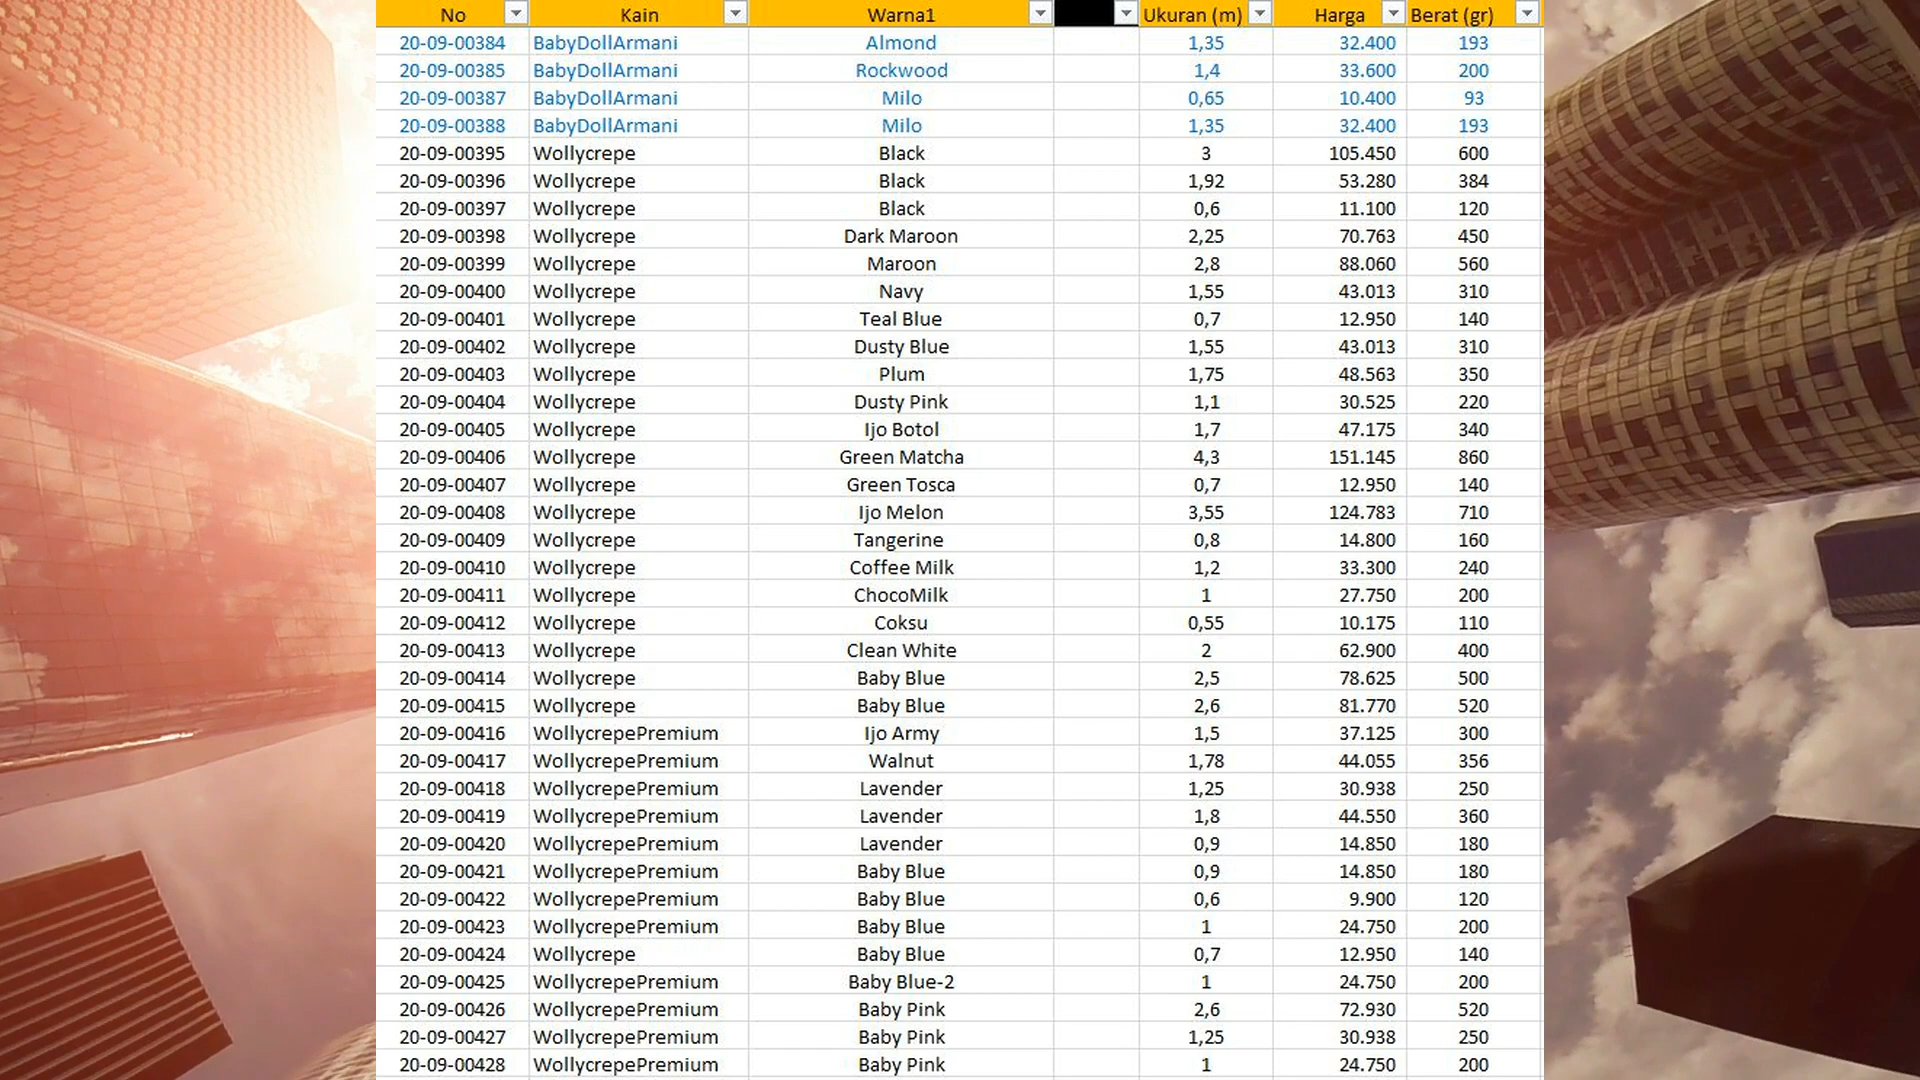 No Kain Warna1 Ukuran (m) Harga Berat (gr)
20-09-00384 BabyDollArmani Almond 1,35 32.400 193
20-09-00385 BabyDollArmani Rockwood 1,4 33.600 200
20-09-00387 BabyDollArmani Milo 0,65 10.400 93
20-09-00388 BabyDollArmani Milo 1,35 32.400 193
20-09-00395 Wollycrepe Black 3 105.450 600
20-09-00396 Wollycrepe Black 1,92 53.280 384
20-09-00397 Wollycrepe Black 0,6 11.100 120
20-09-00398 Wollycrepe Dark Maroon 2,25 70.763 450
20-09-00399 Wollycrepe Maroon 2,8 88.060 560
20-09-00400 Wollycrepe Navy 1,55 43.013 310
20-09-00401 Wollycrepe Teal Blue 0,7 12.950 140
20-09-00402 Wollycrepe Dusty Blue 1,55 43.013 310
20-09-00403 Wollycrepe Plum 1,75 48.563 350
20-09-00404 Wollycrepe Dusty Pink 1,1 30.525 220
20-09-00405 Wollycrepe Ijo Botol 1,7 47.175 340
20-09-00406 Wollycrepe Green Matcha 4,3 151.145 860
20-09-00407 Wollycrepe Green Tosca 0,7 12.950 140
20-09-00408 Wollycrepe Ijo Melon 3,55 124.783 710
20-09-00409 Wollycrepe Tangerine 0,8 14.800 160
20-09-00410 Wollycrepe Coffee Milk 1,2 33.300 240
20-09-00411 Wollycrepe ChocoMilk 1 27.750 200
20-09-00412 Wollycrepe Coksu 0,55 10.175 110
20-09-00413 Wollycrepe Clean White 2 62.900 400
20-09-00414 Wollycrepe Baby Blue 2,5 78.625 500
20-09-00415 Wollycrepe Baby Blue 2,6 81.770 520
20-09-00416 WollycrepePremium Ijo Army 1,5 37.125 300
20-09-00417 WollycrepePremium Walnut 1,78 44.055 356
20-09-00418 WollycrepePremium Lavender 1,25 30.938 250
20-09-00419 WollycrepePremium Lavender 1,8 44.550 360
20-09-00420 WollycrepePremium Lavender 0,9 14.850 180
20-09-00421 WollycrepePremium Baby Blue 0,9 14.850 180
20-09-00422 WollycrepePremium Baby Blue 0,6 9.900 120
20-09-00423 WollycrepePremium Baby Blue 1 24.750 200
20-09-00424 Wollycrepe Baby Blue 0,7 12.950 140
20-09-00425 WollycrepePremium Baby Blue-2 1 24.750 200
20-09-00426 WollycrepePremium Baby Pink 2,6 72.930 520
20-09-00427 WollycrepePremium Baby Pink 1,25 30.938 250
20-09-00428 WollycrepePremium Baby Pink 1 24.750 200